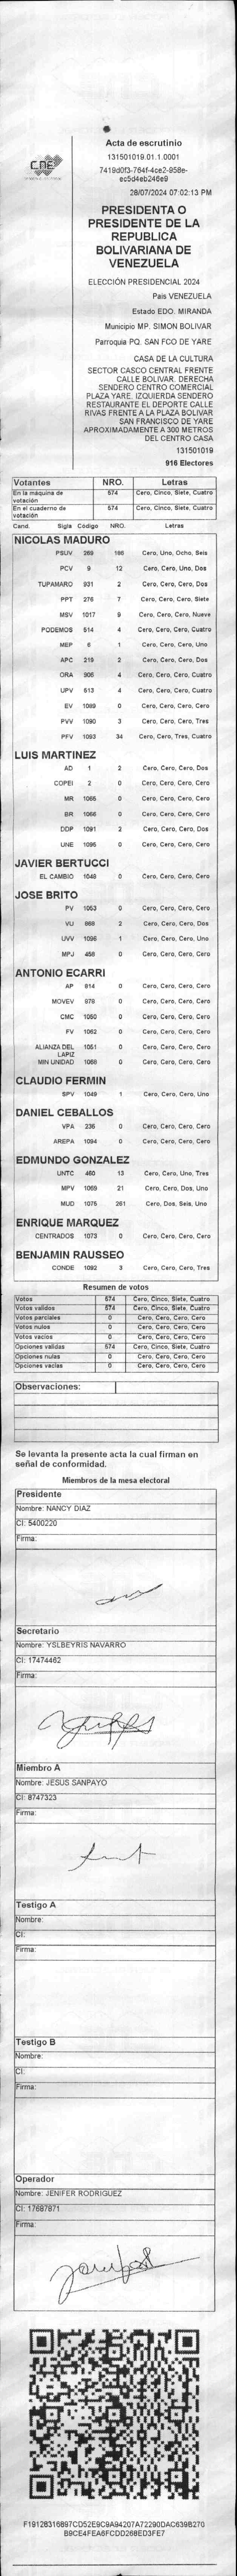 CNE
Acta de escrutinio
131501019.01.1.0001
7419d0f3-764f-4ce2-958e-
ec5d4eb246e9
28/07/2024 07:02:13 PM
PRESIDENTA O
PRESIDENTE DE LA
REPUBLICA
BOLIVARIANA DE
VENEZUELA
ELECCIÓN PRESIDENCIAL 2024
País VENEZUELA
Estado EDO. MIRANDA
Municipio MP. SIMON BOLIVAR
Parroquia PQ. SAN FCO DE YARE
CASA DE LA CULTURA
SECTOR CASCO CENTRAL FRENTE
CALLE BOLIVAR. DERECHA
SENDERO CENTRO COMERCIAL
PLAZA YARE. IZQUIERDA SENDERO
RESTAURANTE EL DEPORTE CALLE
RIVAS FRENTE A LA PLAZA BOLIVAR
SAN FRANCISCO DE YARE
APROXIMADAMENTE A 300 METROS
DEL CENTRO CASA
131501019
916 Electores
Votantes NRO. Letras
En la máquina de votación 574 Cero, Cinco, Siete, Cuatro
En el cuaderno de votación 574 Cero, Cinco, Siete, Cuatro
Cand. Sigla Código NRO. Letras
NICOLAS MADURO
PSUV 269 186 Cero, Uno, Ocho, Seis
PCV 9 12 Cero, Cero, Uno, Dos
TUPAMARO 931 2 Cero, Cero, Cero, Dos
PPT 276 7 Cero, Cero, Cero, Siete
MSV 1017 9 Cero, Cero, Cero, Nueve
PODEMOS 514 4 Cero, Cero, Cero, Cuatro
MEP 6 1 Cero, Cero, Cero, Uno
APC 219 2 Cero, Cero, Cero, Dos
ORA 906 4 Cero, Cero, Cero, Cuatro
UPV 513 4 Cero, Cero, Cero, Cuatro
EV 1089 0 Cero, Cero, Cero, Cero
PVV 1090 3 Cero, Cero, Cero, Tres
PFV 1093 34 Cero, Cero, Tres, Cuatro
LUIS MARTINEZ
AD 1 2 Cero, Cero, Cero, Dos
COPEI 2 0 Cero, Cero, Cero, Cero
MR 1065 0 Cero, Cero, Cero, Cero
BR 1066 0 Cero, Cero, Cero, Cero
DDP 1091 2 Cero, Cero, Cero, Dos
UNE 1095 0 Cero, Cero, Cero, Cero
JAVIER BERTUCCI
EL CAMBIO 1048 0 Cero, Cero, Cero, Cero
JOSE BRITO
PV 1053 0 Cero, Cero, Cero, Cero
VU 868 2 Cero, Cero, Cero, Dos
UVV 1096 1 Cero, Cero, Cero, Uno
MPJ 458 0 Cero, Cero, Cero, Cero
ANTONIO ECARRI
AP 814 0 Cero, Cero, Cero, Cero
MOVEV 978 0 Cero, Cero, Cero, Cero
CMC 1050 0 Cero, Cero, Cero, Cero
FV 1062 0 Cero, Cero, Cero, Cero
ALIANZA DEL LAPIZ 1051 0 Cero, Cero, Cero, Cero
MIN UNIDAD 1068 0 Cero, Cero, Cero, Cero
CLAUDIO FERMIN
SPV 1049 1 Cero, Cero, Cero, Uno
DANIEL CEBALLOS
VPA 236 0 Cero, Cero, Cero, Cero
AREPA 1094 0 Cero, Cero, Cero, Cero
EDMUNDO GONZALEZ
UNTC 460 13 Cero, Cero, Uno, Tres
MPV 1069 21 Cero, Cero, Dos, Uno
MUD 1075 261 Cero, Dos, Seis, Uno
ENRIQUE MARQUEZ
CENTRADOS 1073 0 Cero, Cero, Cero, Cero
BENJAMIN RAUSSEO
CONDE 1092 3 Cero, Cero, Cero, Tres
Resumen de votos
Votos 574 Cero, Cinco, Siete, Cuatro
Votos validos 574 Cero, Cinco, Siete, Cuatro
Votos parciales 0 Cero, Cero, Cero, Cero
Votos nulos 0 Cero, Cero, Cero, Cero
Votos vacios 0 Cero, Cero, Cero, Cero
Opciones validas 574 Cero, Cinco, Siete, Cuatro
Opciones nulas 0 Cero, Cero, Cero, Cero
Opciones vacias 0 Cero, Cero, Cero, Cero
Observaciones:
Se levanta la presente acta la cual firman en
señal de conformidad.
Miembros de la mesa electoral
Presidente
Nombre: NANCY DIAZ
CI: 5400220
Firma:
Secretario
Nombre: YSLBEYRIS NAVARRO
CI: 17474462
Firma:
Miembro A
Nombre: JESUS SANPAYO
CI: 8747323
Firma:
Testigo A
Nombre:
CI:
Firma:
Testigo B
Nombre:
CI:
Firma:
Operador
Nombre: JENIFER RODRIGUEZ
CI: 17687871
Firma:
F19128316897CD52E9C9A94207A72290DAC639B270
B9CE4FEA6FCDD268ED3FE7